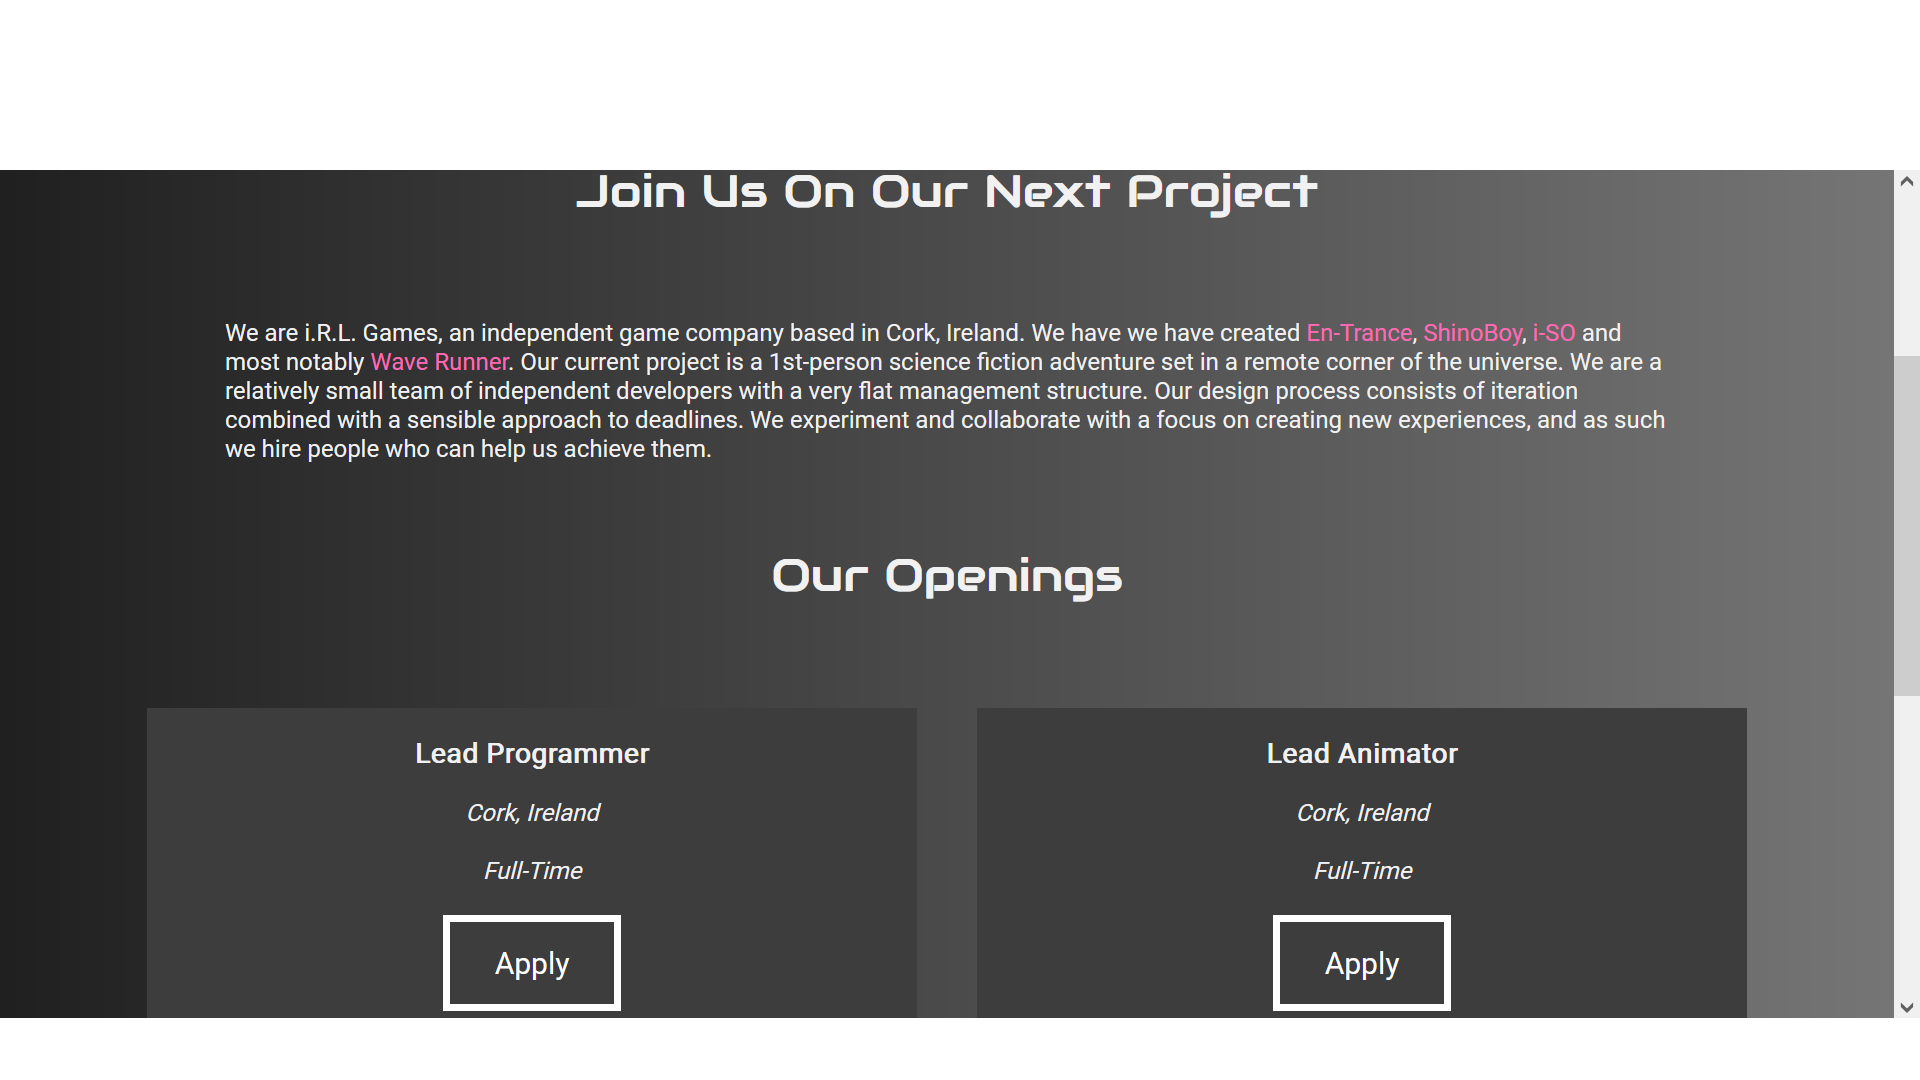 Join Us On Our Next Project
We are i.R.L. Games, an independent game company based in Cork, Ireland. We have we have created En-Trance, ShinoBoy, i-SO and
most notably Wave Runner. Our current project is a 1st-person science fiction adventure set in a remote corner of the universe. We are a
relatively small team of independent developers with a very flat management structure. Our design process consists of iteration
combined with a sensible approach to deadlines. We experiment and collaborate with a focus on creating new experiences, and as such
we hire people who can help us achieve them.
Our Openings
Lead Programmer
Cork, Ireland
Full-Time
Apply
Lead Animator
Cork, Ireland
Full-Time
Apply